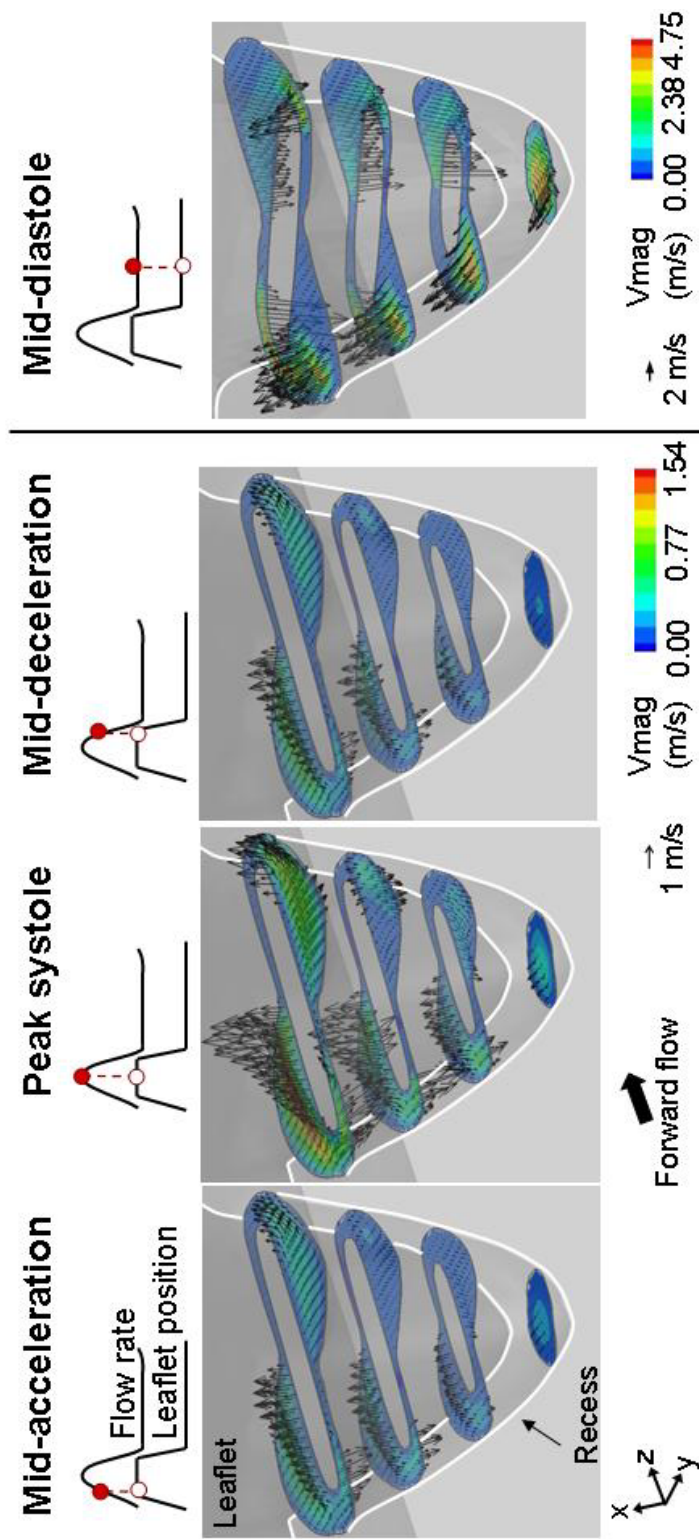 Mid-acceleration
Peak systole
Mid-deceleration
Mid-diastole
Flow rate
Leaflet position
Leaflet
Recess
x
z
y
Forward flow
1 m/s
Vmag
(m/s)
0.00 0.77 1.54
2 m/s
Vmag
(m/s)
0.00 2.38 4.75